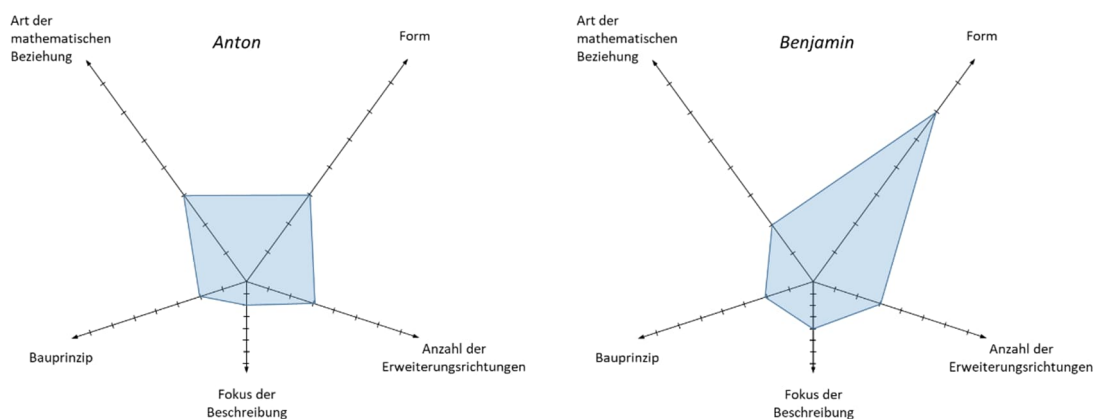 Art der
mathematischen
Beziehung
Anton
Form
Bauprinzip
Fokus der
Beschreibung
Anzahl der
Erweiterungsrichtungen
Art der
mathematischen
Beziehung
Benjamin
Form
Bauprinzip
Fokus der
Beschreibung
Anzahl der
Erweiterungsrichtungen